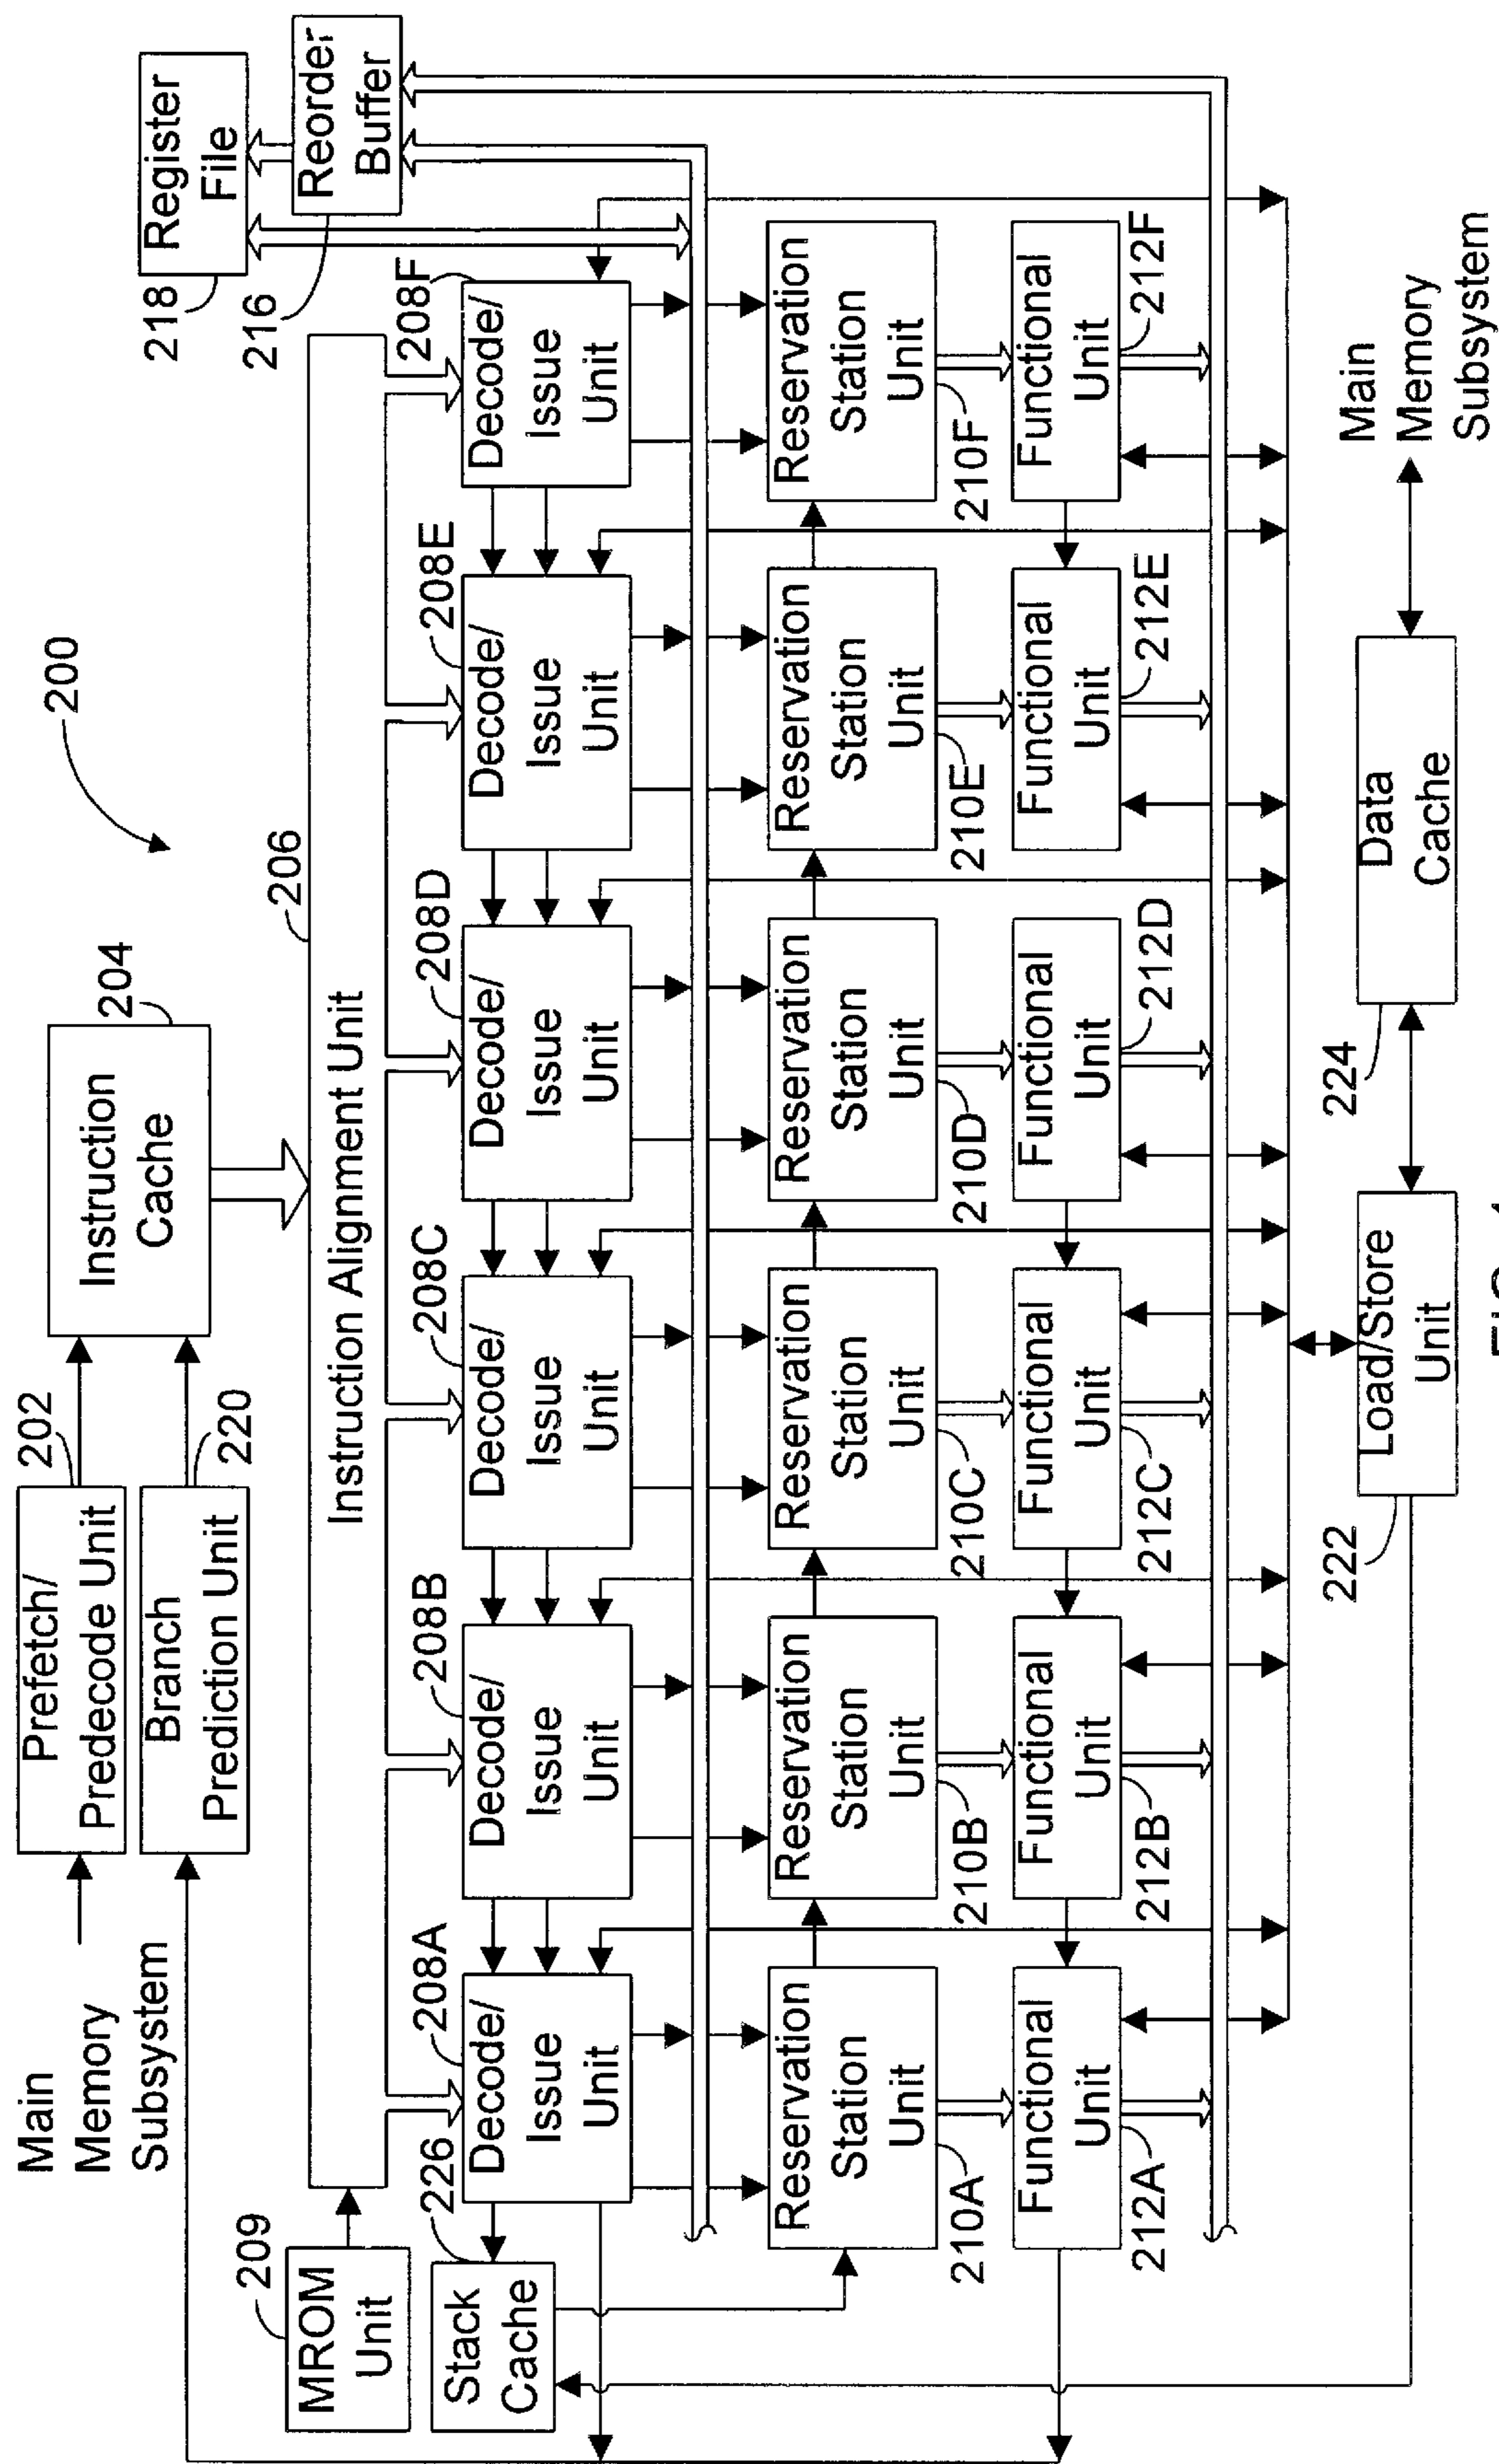 200
Main
Memory
Subsystem
Prefetch/
Predecode Unit
202
Branch
Prediction Unit
220
Instruction
Cache
204
206
Instruction Alignment Unit
MROM
Unit
209
Register
File
218
Reorder
Buffer
216
Stack
Cache
226
Decode/
Issue
Unit
208A
Decode/
Issue
Unit
208B
Decode/
Issue
Unit
208C
Decode/
Issue
Unit
208D
Decode/
Issue
Unit
208E
Decode/
Issue
Unit
208F
Reservation
Station
Unit
210A
Reservation
Station
Unit
210B
Reservation
Station
Unit
210C
Reservation
Station
Unit
210D
Reservation
Station
Unit
210E
Reservation
Station
Unit
210F
Functional
Unit
212A
Functional
Unit
212B
Functional
Unit
212C
Functional
Unit
212D
Functional
Unit
212E
Functional
Unit
212F
Load/Store
Unit
222
Data
Cache
224
Main
Memory
Subsystem